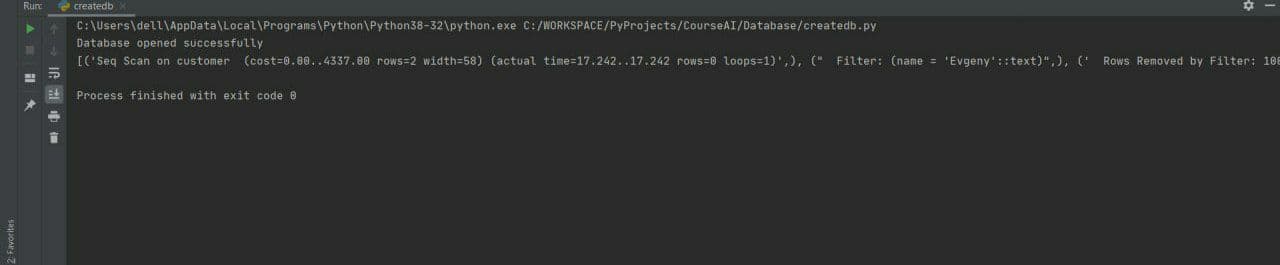 Run: createdb
C:\Users\dell\AppData\Local\Programs\Python\Python38-32\python.exe C:/WORKSPACE/PyProjects/CourseAI/Database/createdb.py
Database opened successfully
[('Seq Scan on customer  (cost=0.00..4337.00 rows=2 width=58) (actual time=17.242..17.242 rows=0 loops=1)',), ("  Filter: (name = 'Evgeny'::text)",), ('  Rows Removed by Filter:
Process finished with exit code 0
2: Favorites